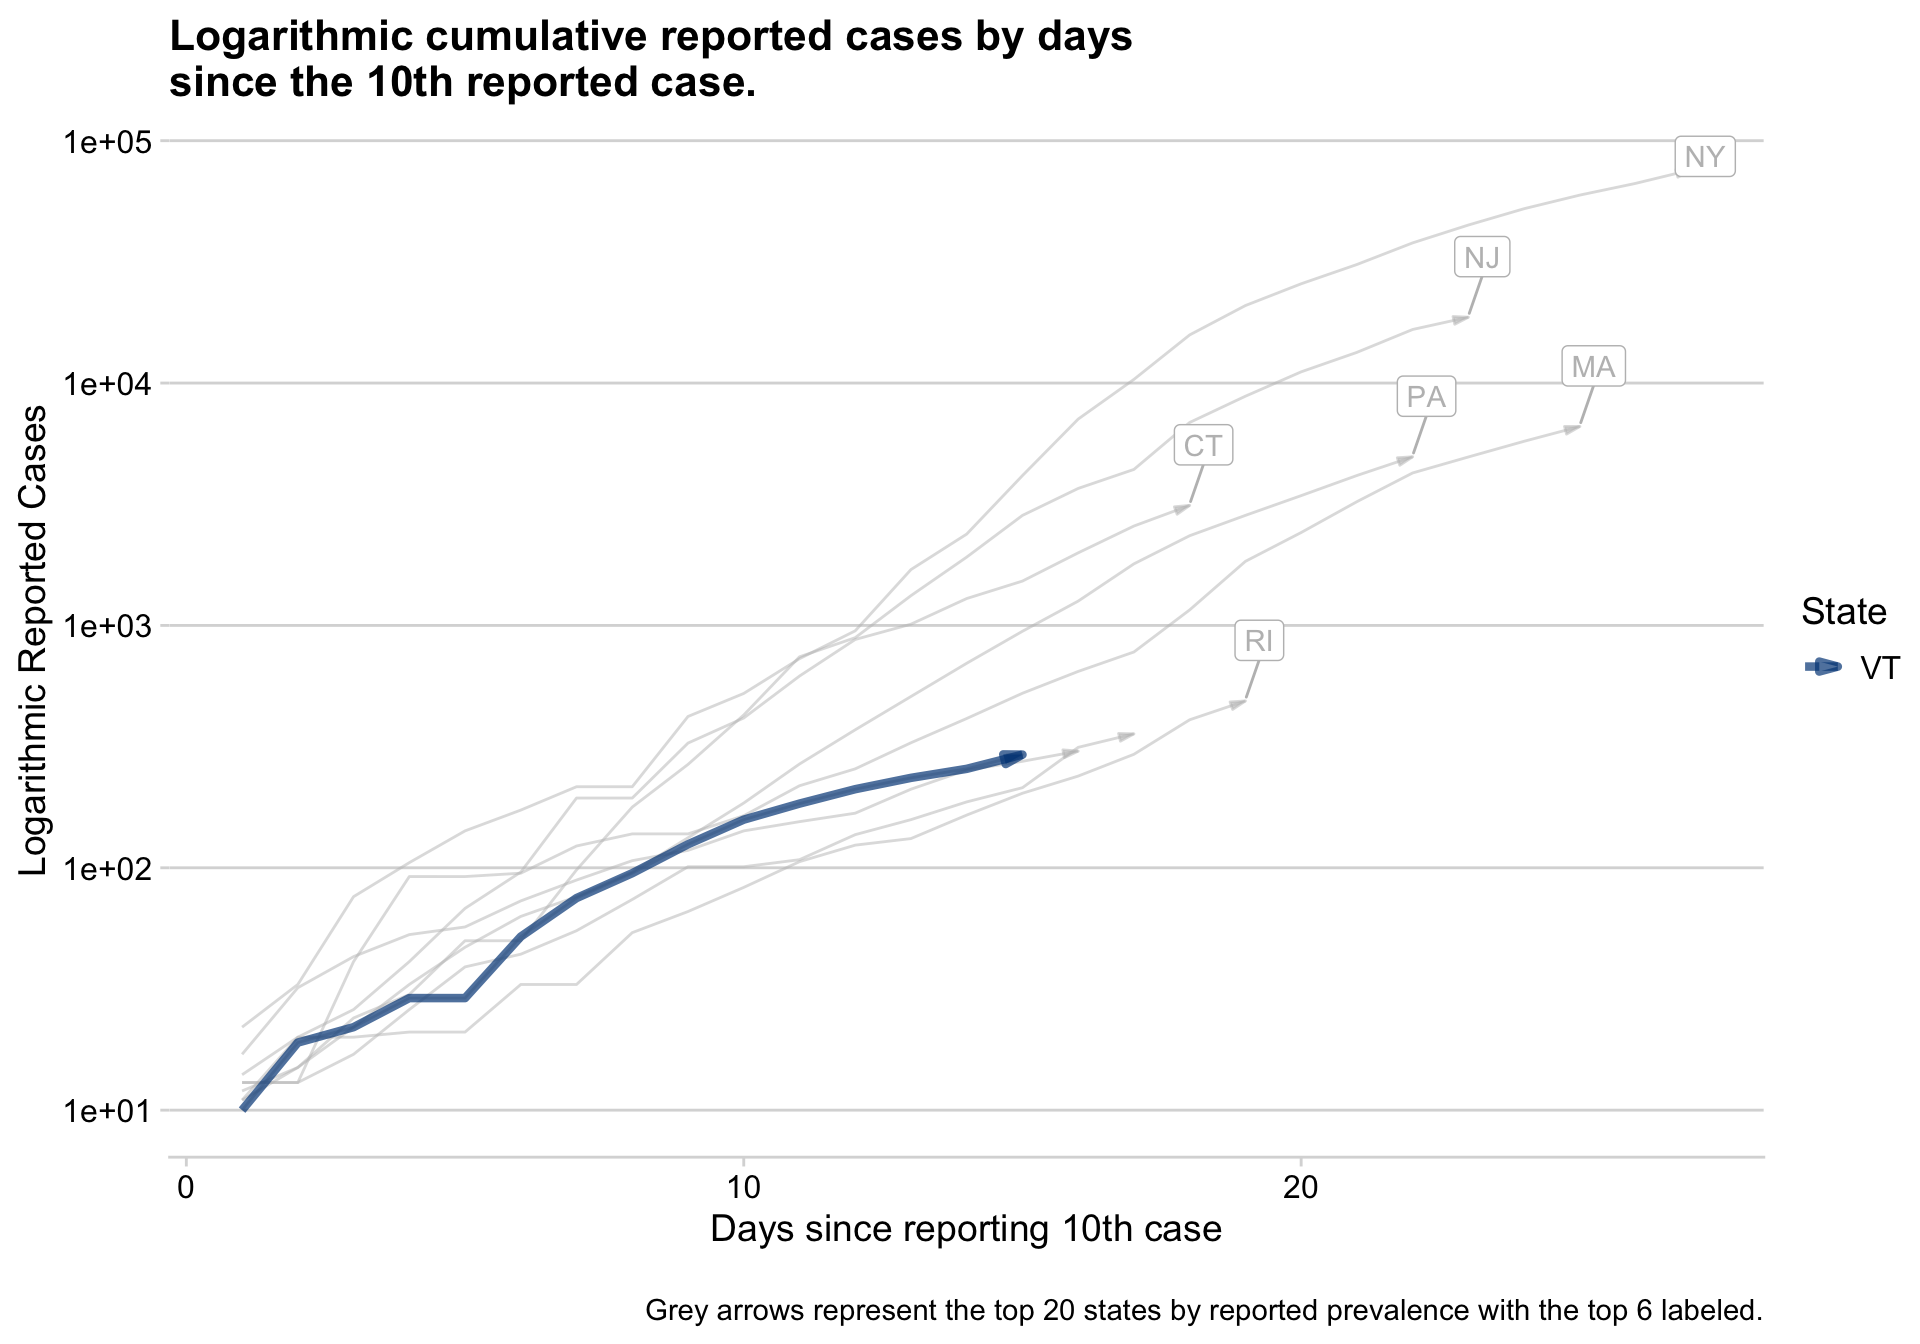 Logarithmic cumulative reported cases by days
since the 10th reported case.
1e+05
1e+04
1e+03
1e+02
1e+01
Logarithmic Reported Cases
NY
NJ
MA
PA
CT
RI
State
VT
0
10
20
Days since reporting 10th case
Grey arrows represent the top 20 states by reported prevalence with the top 6 labeled.